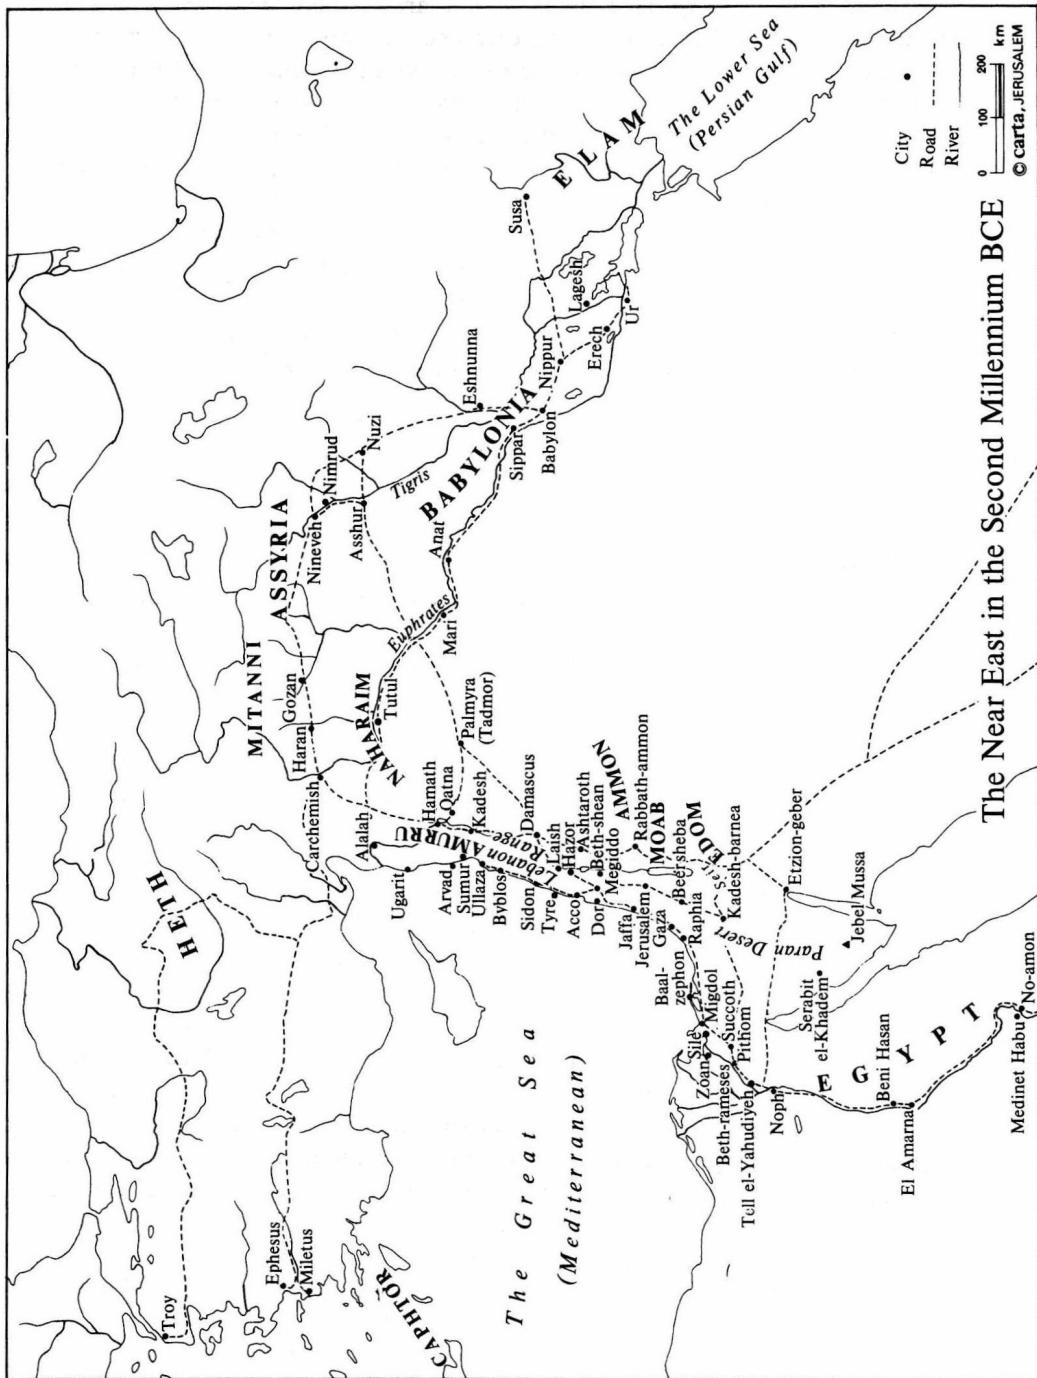 The Near East in the Second Millennium BCE
City
Road
River
0 100 200 km
© carta, JERUSALEM
Troy
Ephesus
Miletus
CAPHTOR
HETH
The Great Sea
(Mediterranean)
MITANNI
ASSYRIA
Carchemish
Haran
Gozan
Nineveh
Nimrud
Asshur
Nuzi
Tigris
Eshnunna
NAHARAIM
Tutul
Euphrates
Mari
Anat
BABYLONIA
Sippar
Babylon
Nippur
Erech
Lagesh
Ur
Susa
ELAM
The Lower Sea
(Persian Gulf)
Alalah
Ugarit
Hamath
Qatna
Kadesh
AMURRU
Palmyra
(Tadmor)
Arvad
Sumur
Ullaza
Byblos
Sidon
Tyre
Acco
Dor
Jaffa
Jerusalem
Gaza
Raphia
Lebanon
Range
Damascus
Laish
Hazor
Ashtaroth
Beth-shean
Megiddo
AMMON
Rabbath-ammon
MOAB
Beersheba
EDOM
Seir
Kadesh-barnea
Etzion-geber
Paran Desert
Jebel Mussa
Serabit
el-Khadem
Baal-
zephon
Migdol
Sile
Zoan
Succoth
Pithom
Beth-rameses
Tell el-Yahudiyeh
Noph
EGYPT
Beni Hasan
El Amarna
Medinet Habu
No-amon